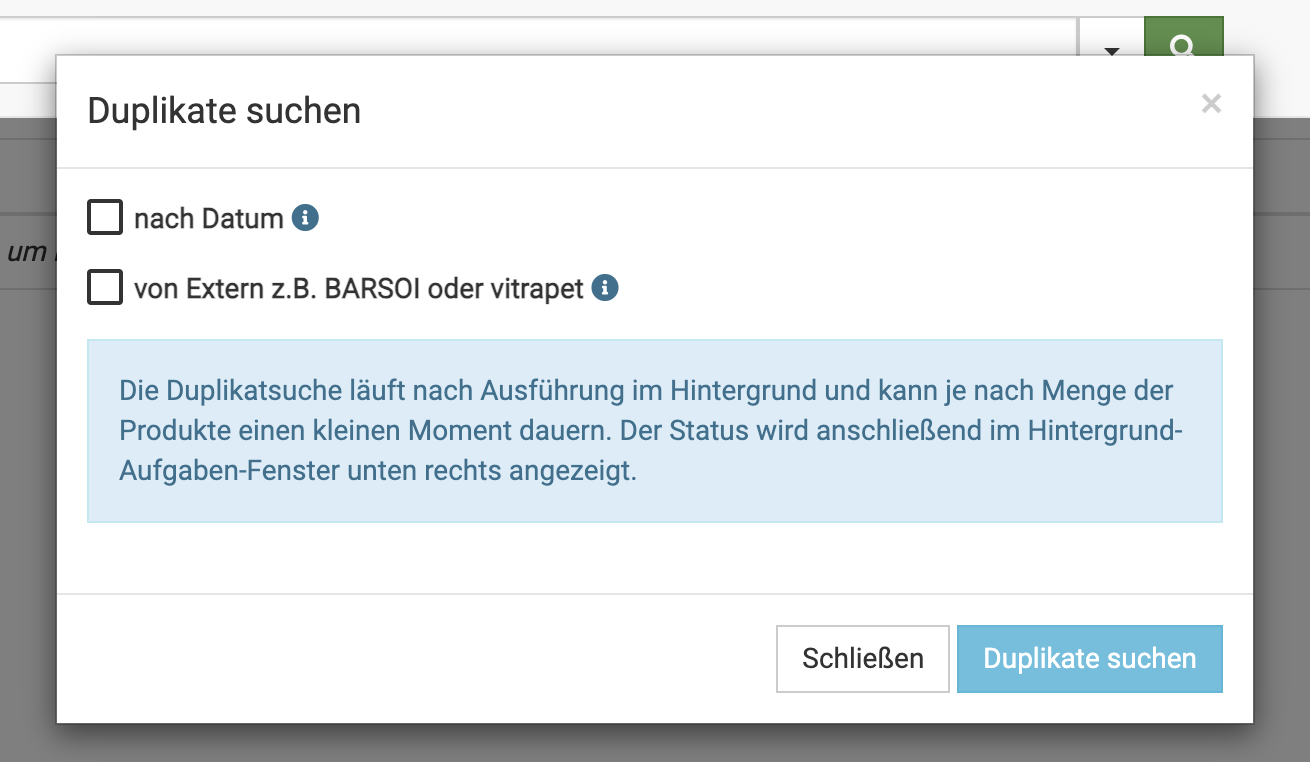 Duplikate suchen
×
um
nach Datum
von Extern z.B. BARSOI oder vitrapet
Die Duplikatsuche läuft nach Ausführung im Hintergrund und kann je nach Menge der
Produkte einen kleinen Moment dauern. Der Status wird anschließend im Hintergrund-
Aufgaben-Fenster unten rechts angezeigt.
Schließen
Duplikate suchen